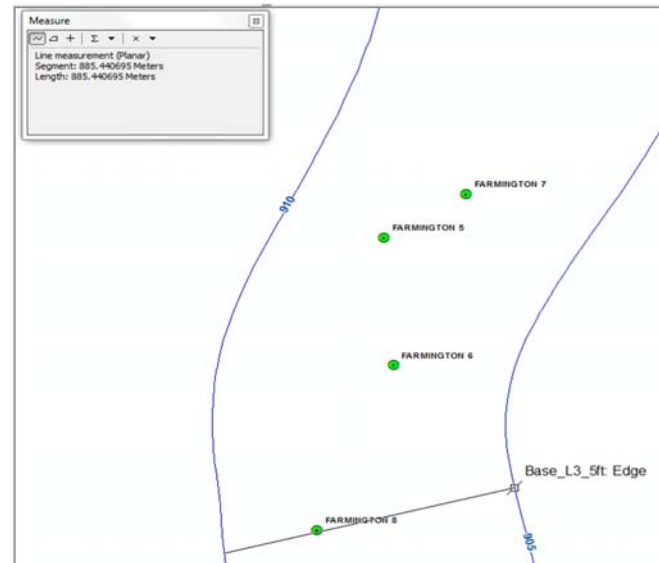 Measure
Line measurement (Planar)
Segment: 885.440695 Meters
Length: 885.440695 Meters
FARMINGTON 7
910
FARMINGTON 5
FARMINGTON 6
Base_L3_5ft: Edge
FARMINGTON 8
905